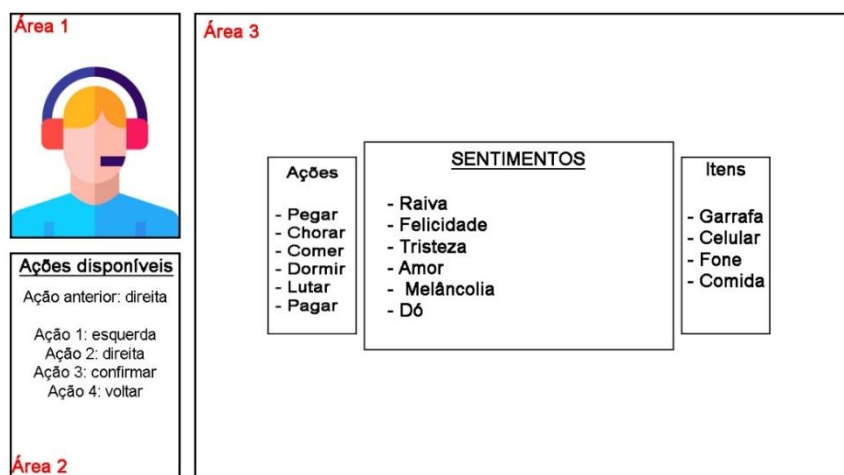 Área 1
Ações disponíveis
Ação anterior: direita
Ação 1: esquerda
Ação 2: direita
Ação 3: confirmar
Ação 4: voltar
Área 2
Área 3
Ações
- Pegar
- Chorar
- Comer
- Dormir
- Lutar
- Pagar
SENTIMENTOS
- Raiva
- Felicidade
- Tristeza
- Amor
- Melâncolia
- Dó
Itens
- Garrafa
- Celular
- Fone
- Comida